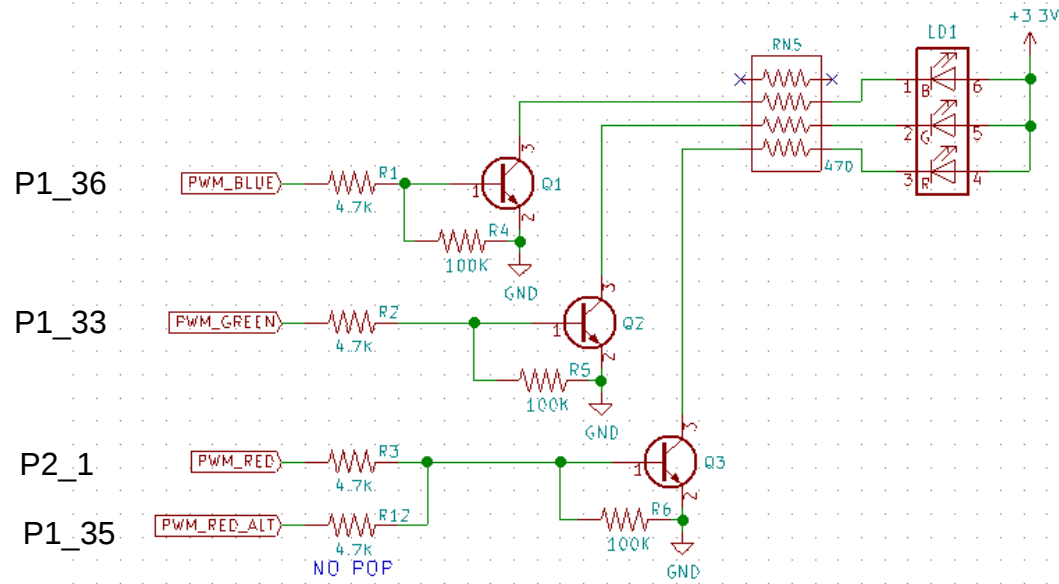 +3.3V
LD1
RN5
1 B 6
2 G 5
3 R 4
470
P1_36
PWM_BLUE
R1
4.7K
1
3
2
Q1
R4
100K
GND
P1_33
PWM_GREEN
R2
4.7K
1
3
2
Q2
R5
100K
GND
P2_1
PWM_RED
R3
4.7K
1
3
2
Q3
R6
100K
GND
P1_35
PWM_RED_ALT
R12
4.7K
NO POP